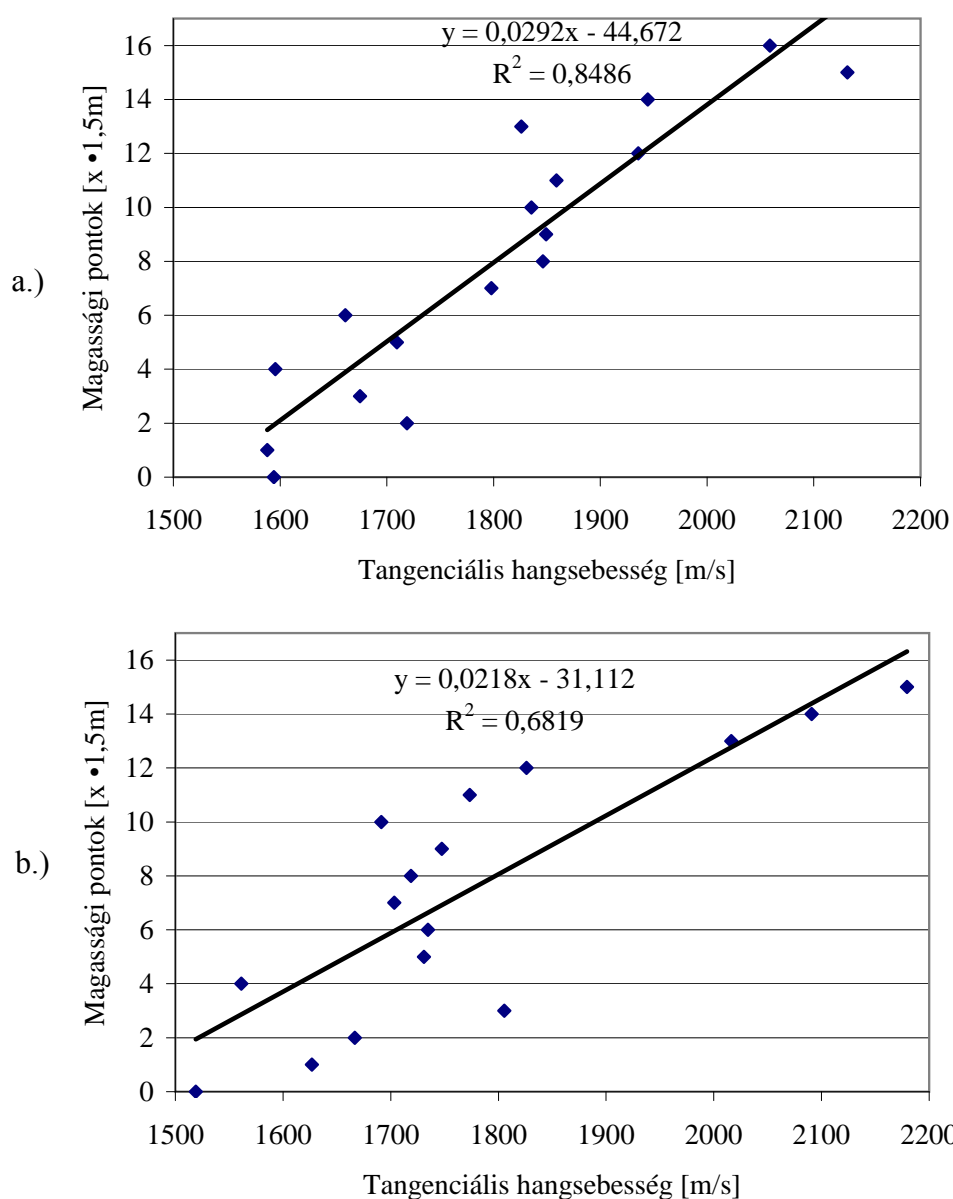 y = 0,0292x - 44,672
R² = 0,8486
16
14
12
10
8
6
4
2
0
Magassági pontok [x •1,5m]
a.)
1500 1600 1700 1800 1900 2000 2100 2200
Tangenciális hangsebesség [m/s]
y = 0,0218x - 31,112
R² = 0,6819
16
14
12
10
8
6
4
2
0
Magassági pontok [x •1,5m]
b.)
1500 1600 1700 1800 1900 2000 2100 2200
Tangenciális hangsebesség [m/s]